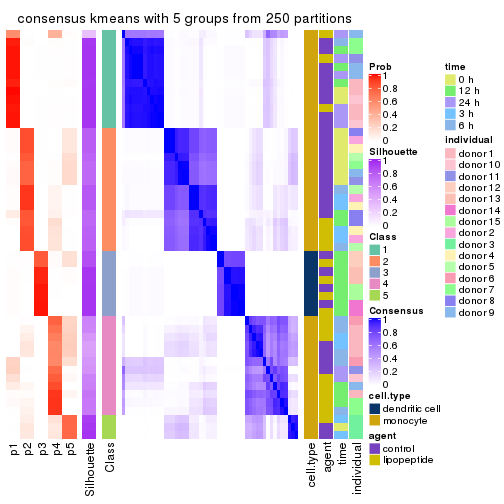 consensus kmeans with 5 groups from 250 partitions
Prob
1
0.8
0.6
0.4
0.2
0
Silhouette
1
0.8
0.6
0.4
0.2
0
Class
1
2
3
4
5
Consensus
1
0.8
0.6
0.4
0.2
0
cell.type
dendritic cell
monocyte
agent
control
lipopeptide
time
0 h
12 h
24 h
3 h
6 h
individual
donor 1
donor 10
donor 11
donor 12
donor 13
donor 14
donor 15
donor 2
donor 3
donor 4
donor 5
donor 6
donor 7
donor 8
donor 9
p1
p2
p3
p4
p5
Silhouette
Class
cell.type
agent
time
individual